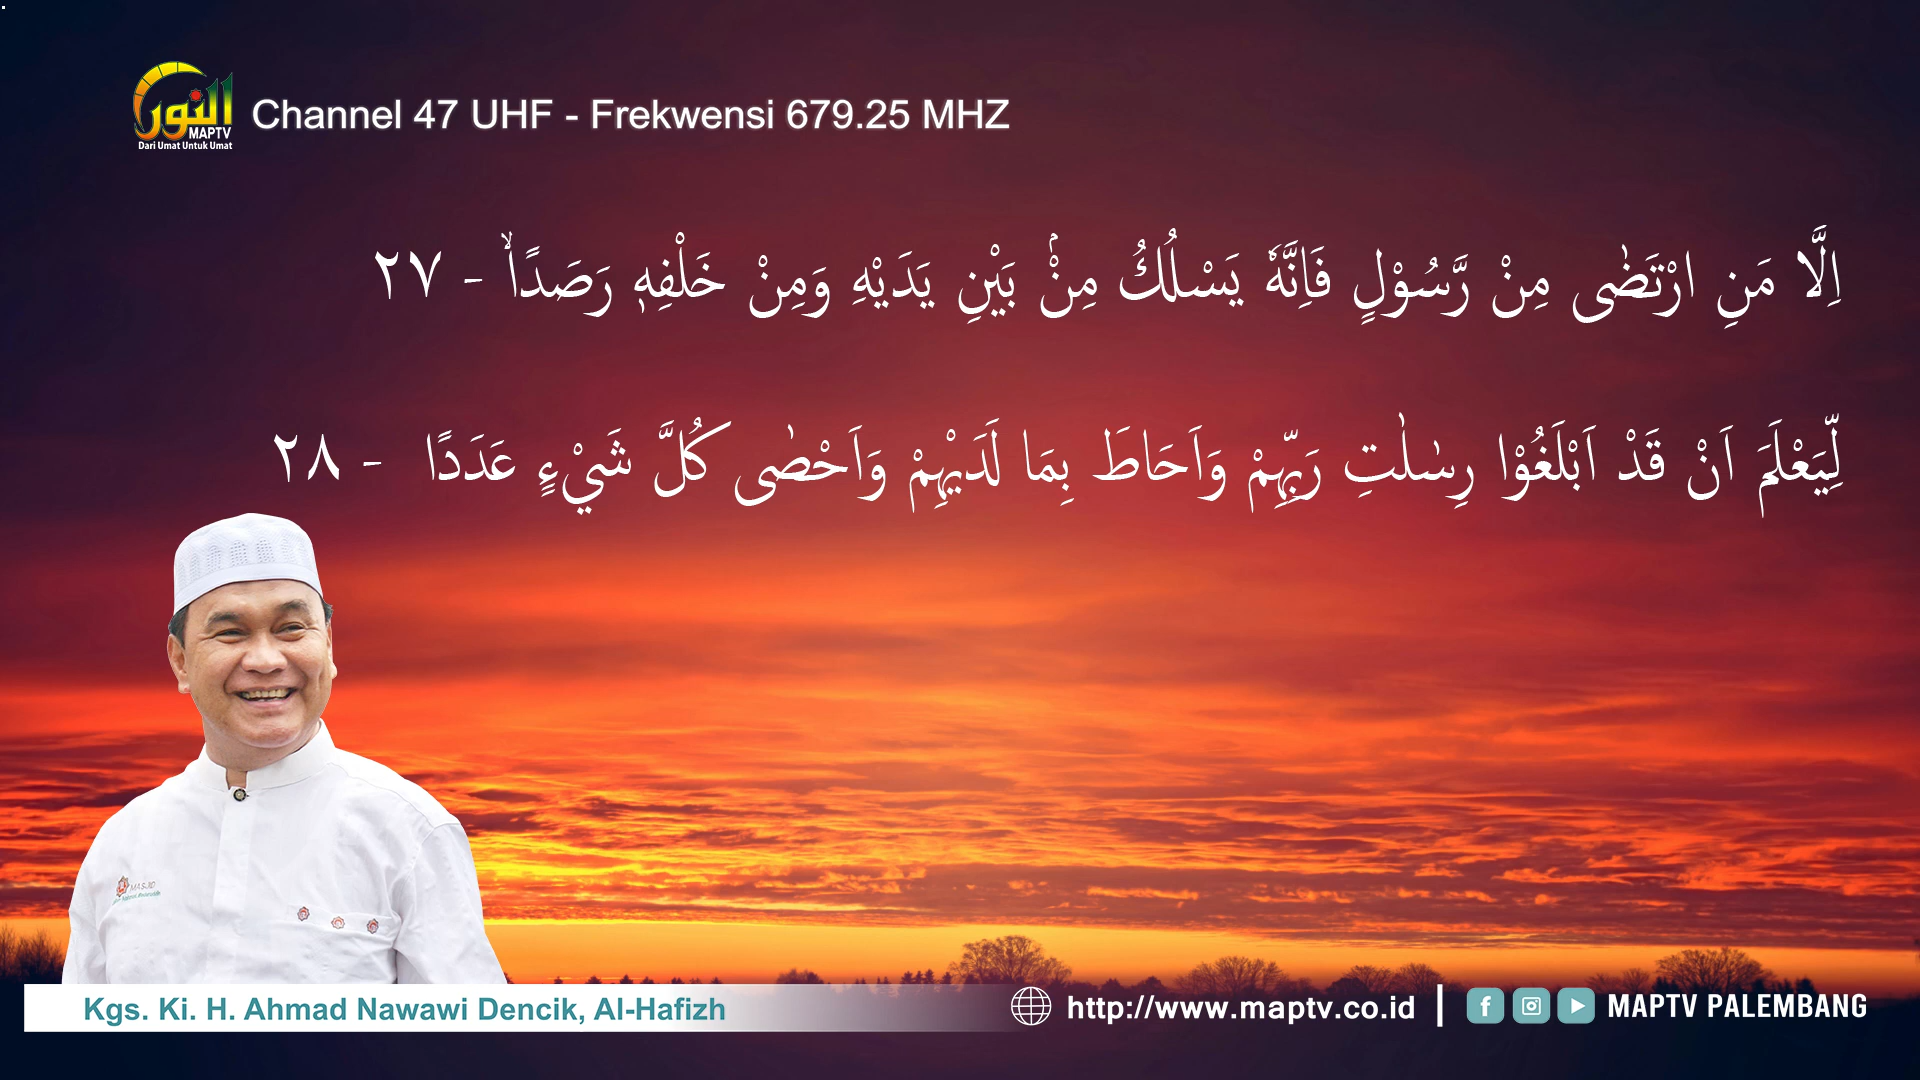 النور
MAPTV
Dari Umat Untuk Umat
Channel 47 UHF - Frekwensi 679.25 MHZ
اِلَّا مَنِ ارْتَضٰى مِنْ رَّسُوْلٍ فَاِنَّهٗ يَسْلُكُ مِنْۢ بَيْنِ يَدَيْهِ وَمِنْ خَلْفِهٖ رَصَدًاۙ - ٢٧
لِّيَعْلَمَ اَنْ قَدْ اَبْلَغُوْا رِسٰلٰتِ رَبِّهِمْ وَاَحَاطَ بِمَا لَدَيْهِمْ وَاَحْصٰى كُلَّ شَيْءٍ عَدَدًا - ٢٨
MASJID
Kgs. Ki. H. Ahmad Nawawi Dencik, Al-Hafizh
http://www.maptv.co.id | MAPTV PALEMBANG